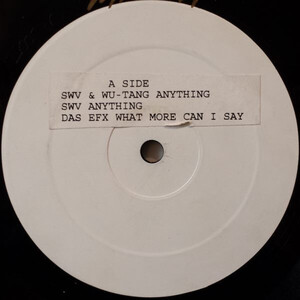 A SIDE
SWV & WU-TANG ANYTHING
SWV ANYTHING
DAS EFX WHAT MORE CAN I SAY